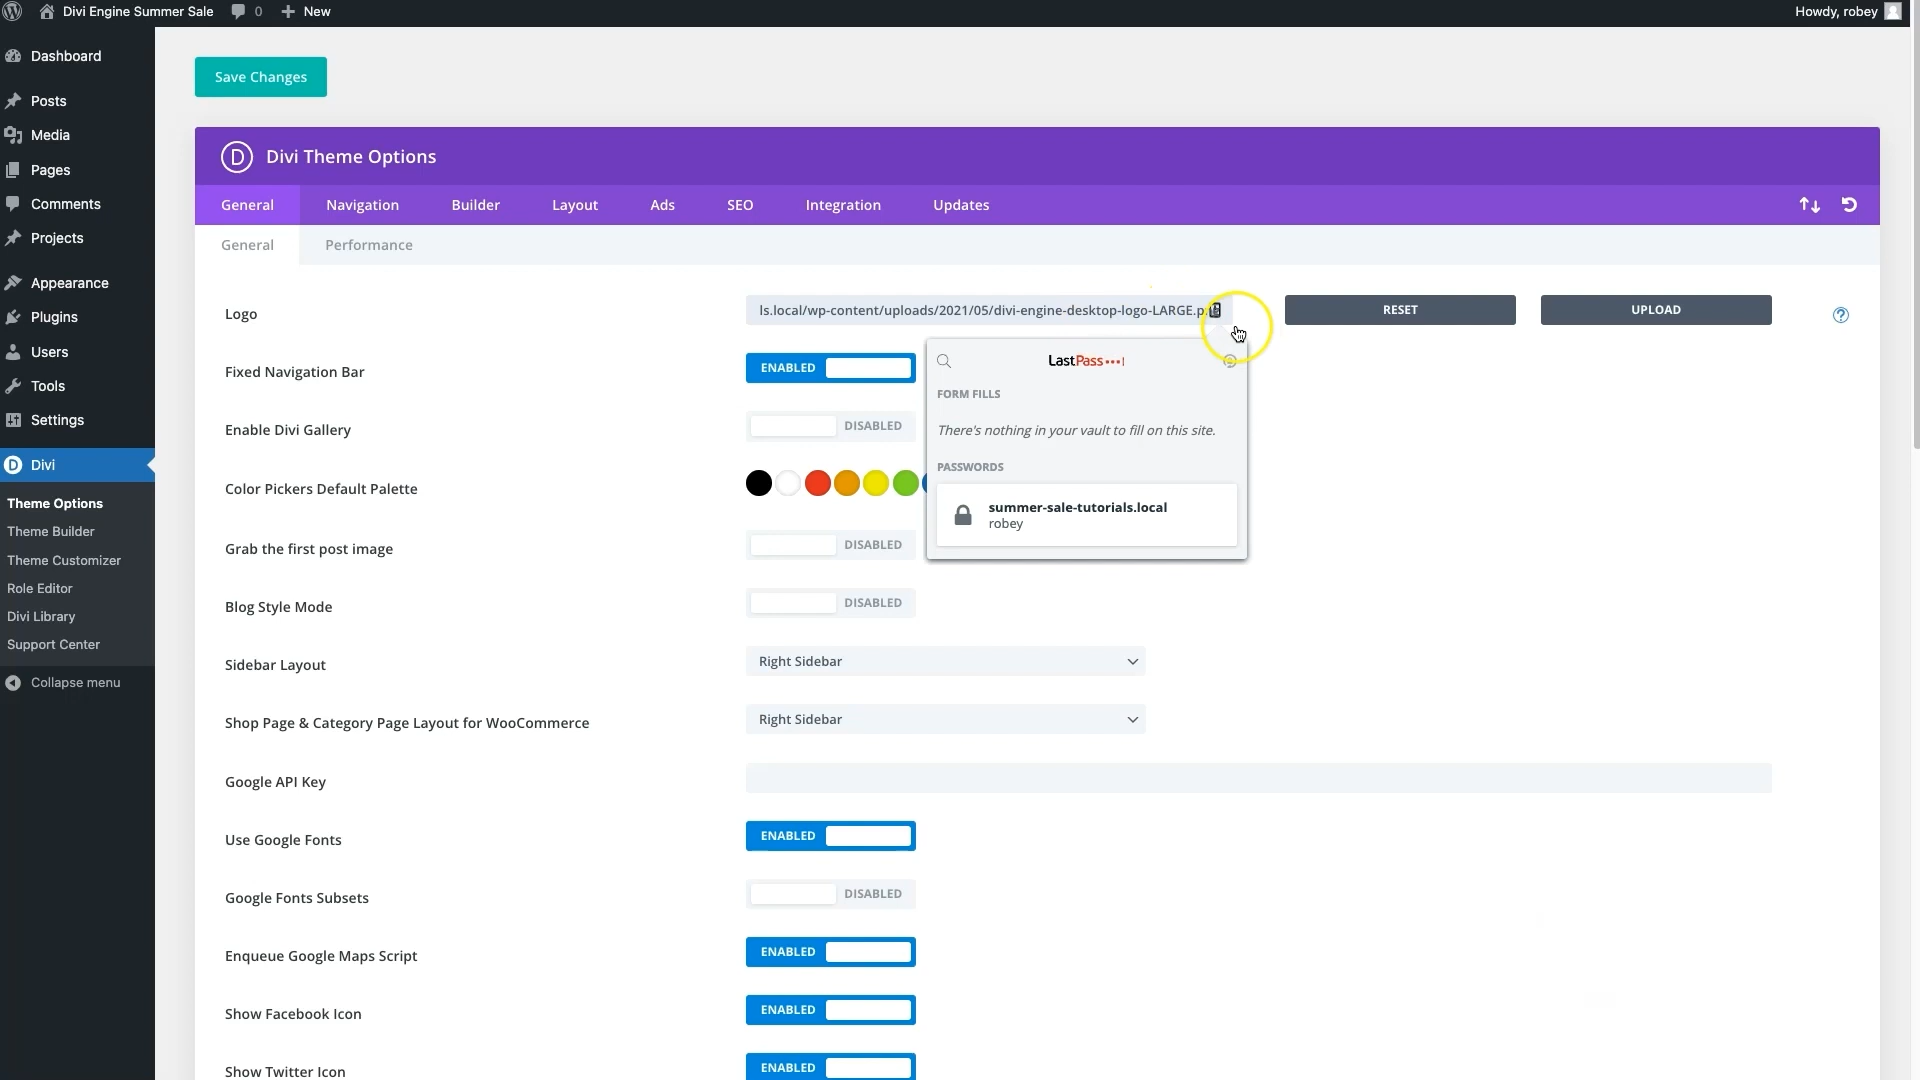 Divi Engine Summer Sale 0 New Howdy, robey
Dashboard
Posts
Media
Pages
Comments
Projects
Appearance
Plugins
Users
Tools
Settings
Divi
Theme Options
Theme Builder
Theme Customizer
Role Editor
Divi Library
Support Center
Collapse menu
Save Changes
Divi Theme Options
General Navigation Builder Layout Ads SEO Integration Updates
General Performance
Logo ls.local/wp-content/uploads/2021/05/divi-engine-desktop-logo-LARGE.p RESET UPLOAD
Fixed Navigation Bar ENABLED
Enable Divi Gallery DISABLED
Color Pickers Default Palette
Grab the first post image DISABLED
Blog Style Mode DISABLED
Sidebar Layout Right Sidebar
Shop Page & Category Page Layout for WooCommerce Right Sidebar
Google API Key
Use Google Fonts ENABLED
Google Fonts Subsets DISABLED
Enqueue Google Maps Script ENABLED
Show Facebook Icon ENABLED
Show Twitter Icon ENABLED
LastPass
FORM FILLS
There's nothing in your vault to fill on this site.
PASSWORDS
summer-sale-tutorials.local
robey